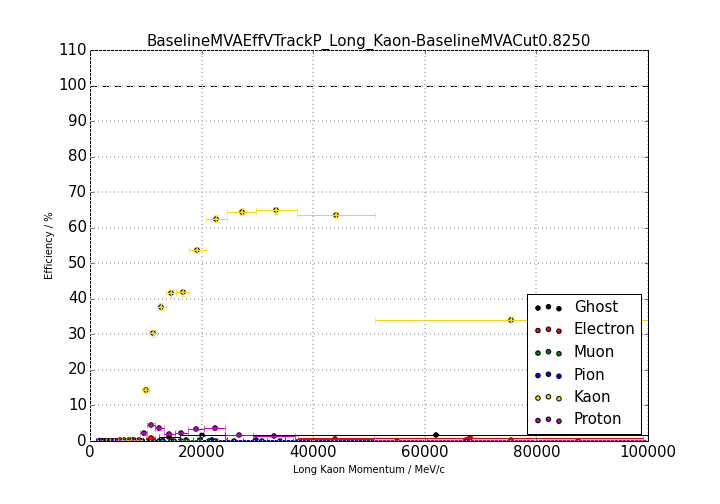 BaselineMVAEffVTrackP_Long_Kaon-BaselineMVACut0.8250
110
100
90
80
70
60
50
40
30
20
10
0
Efficiency / %
Ghost
Electron
Muon
Pion
Kaon
Proton
0 20000 40000 60000 80000 100000
Long Kaon Momentum / MeV/c